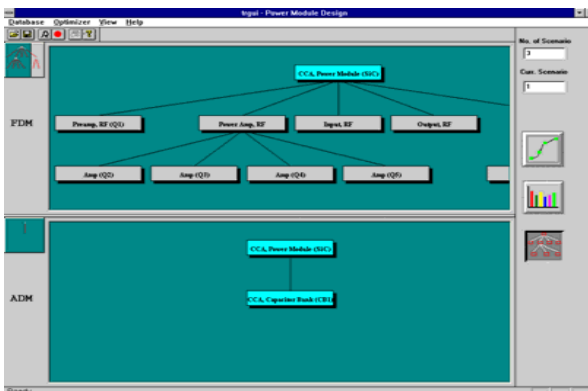 tngui - Power Module Design
Database Optimizer View Help
No. of Scenario
3
Curr. Scenario
1
FDM
CCA, Power Module (SiC)
Preamp, RF (Q1) Power Amp, RF Input, RF Output, RF
Amp (Q2) Amp (Q3) Amp (Q4) Amp (Q5)
ADM
CCA, Power Module (SiC)
CCA, Capacitor Bank (CB1)
Ready